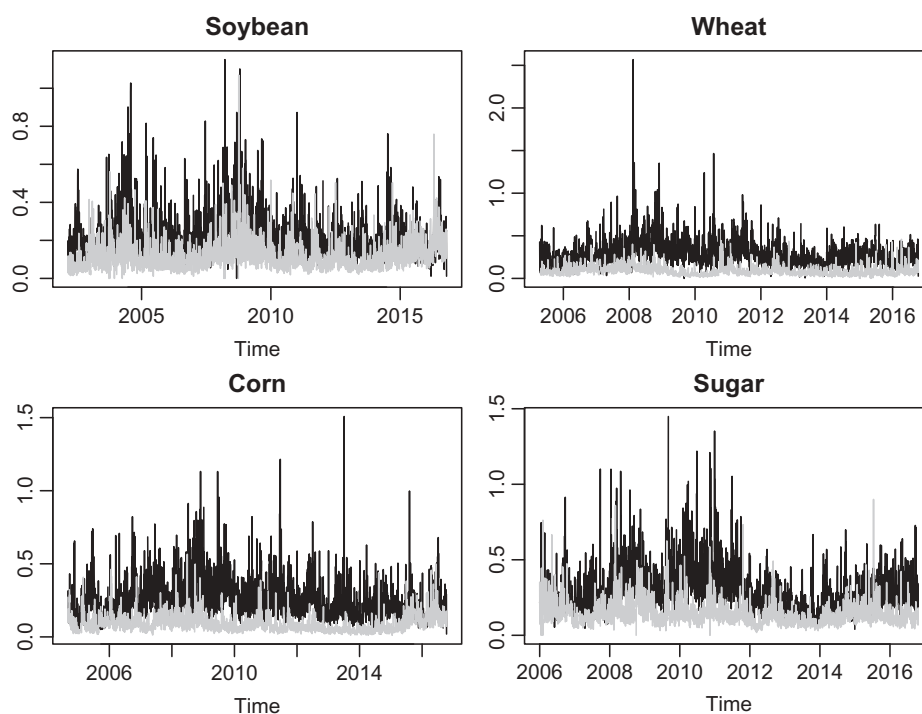 Soybean
0.0 0.4 0.8
2005 2010 2015
Time
Wheat
0.0 1.0 2.0
2006 2008 2010 2012 2014 2016
Time
Corn
0.0 0.5 1.0 1.5
2006 2010 2014
Time
Sugar
0.0 0.5 1.0 1.5
2006 2008 2010 2012 2014 2016
Time